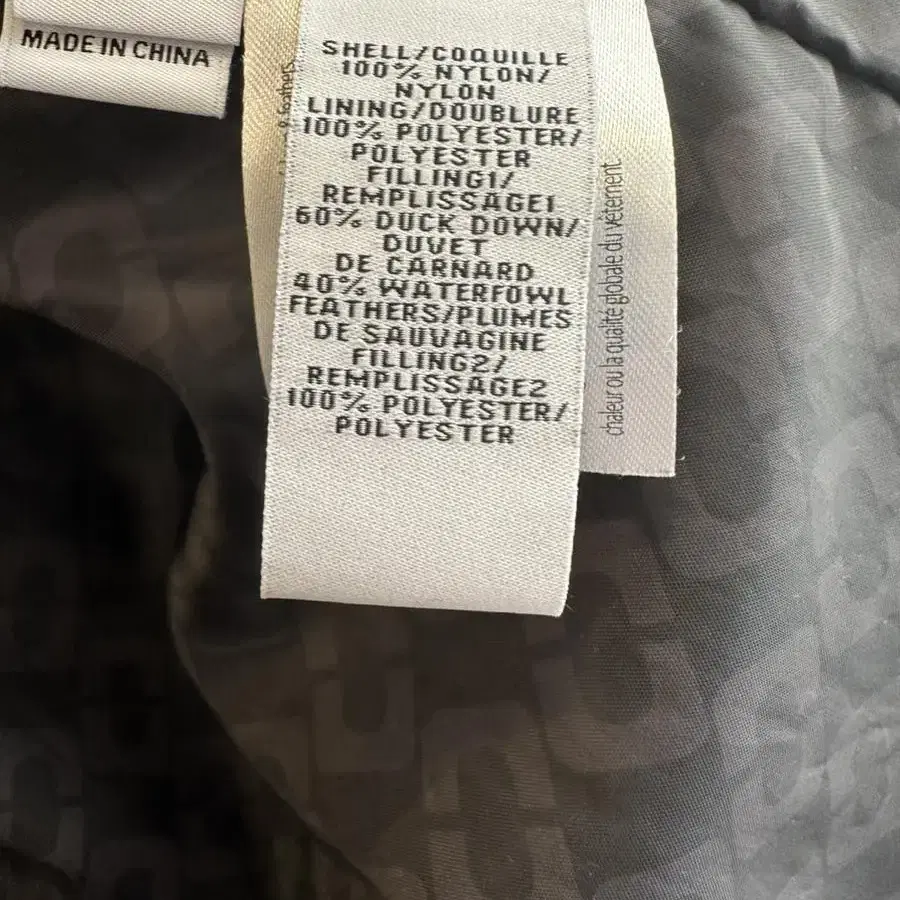 MADE IN CHINA
SHELL/COQUILLE
100% NYLON/
NYLON
LINING/DOUBLURE
100% POLYESTER/
POLYESTER
FILLING1/
REMPLISSAGE1
60% DUCK DOWN/
DUVET
DE CARNARD
40% WATERFOWL
FEATHERS/PLUMES
DE SAUVAGINE
FILLING2/
REMPLISSAGE2
100% POLYESTER/
POLYESTER
chaleur ou la qualité globale du vêtement
feathers